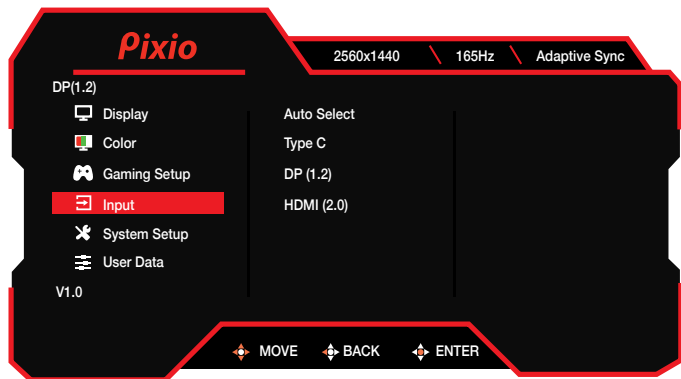 Pixio
2560x1440 \ 165Hz \ Adaptive Sync
DP(1.2)
Display
Color
Gaming Setup
Input
System Setup
User Data
V1.0
Auto Select
Type C
DP (1.2)
HDMI (2.0)
MOVE BACK ENTER